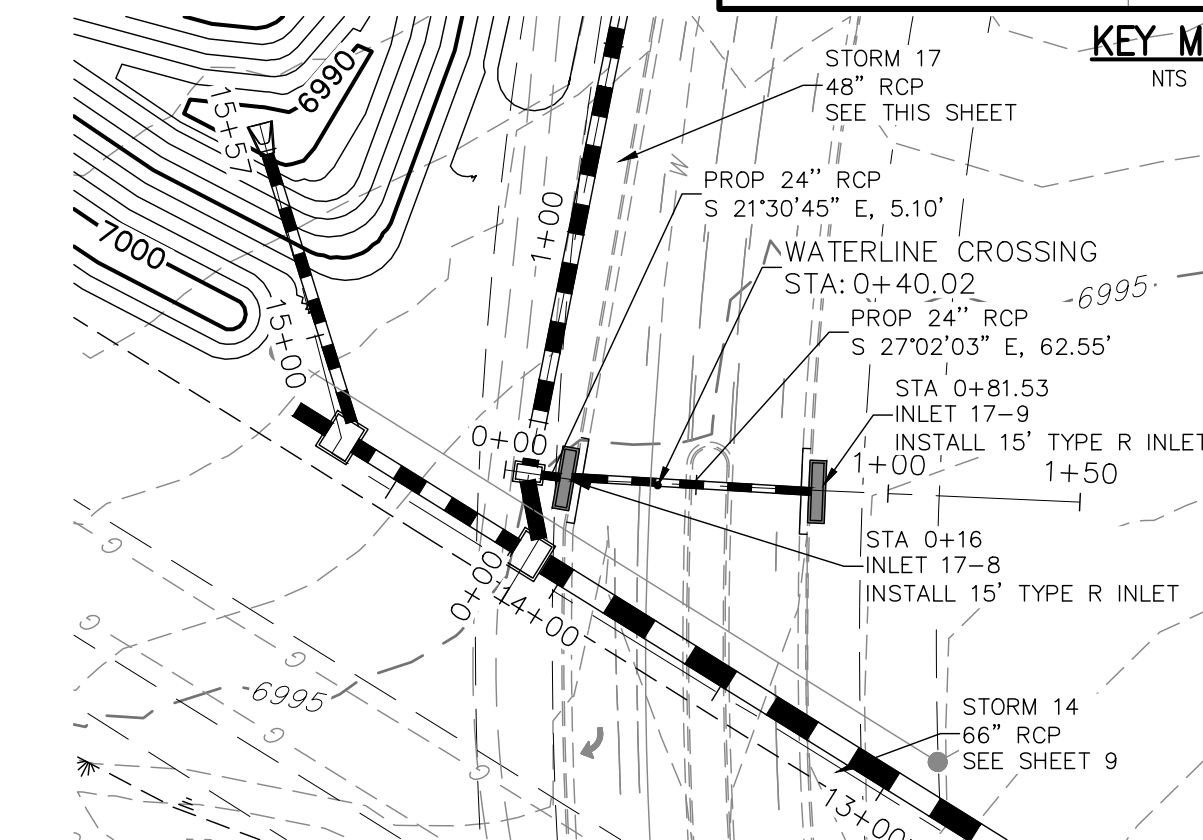 KEY M
NTS
STORM 17
48" RCP
SEE THIS SHEET
6990
15+57
PROP 24" RCP
S 21°30'45" E, 5.10'
WATERLINE CROSSING
STA: 0+40.02
1+00
7000
6995
PROP 24" RCP
S 27°02'03" E, 62.55'
15+00
STA 0+81.53
INLET 17-9
INSTALL 15' TYPE R INLET
0+00
1+00
1+50
STA 0+16
INLET 17-8
INSTALL 15' TYPE R INLET
0+00
14+00
6995
G
G
G
G
G
W
STORM 14
66" RCP
SEE SHEET 9
13+00